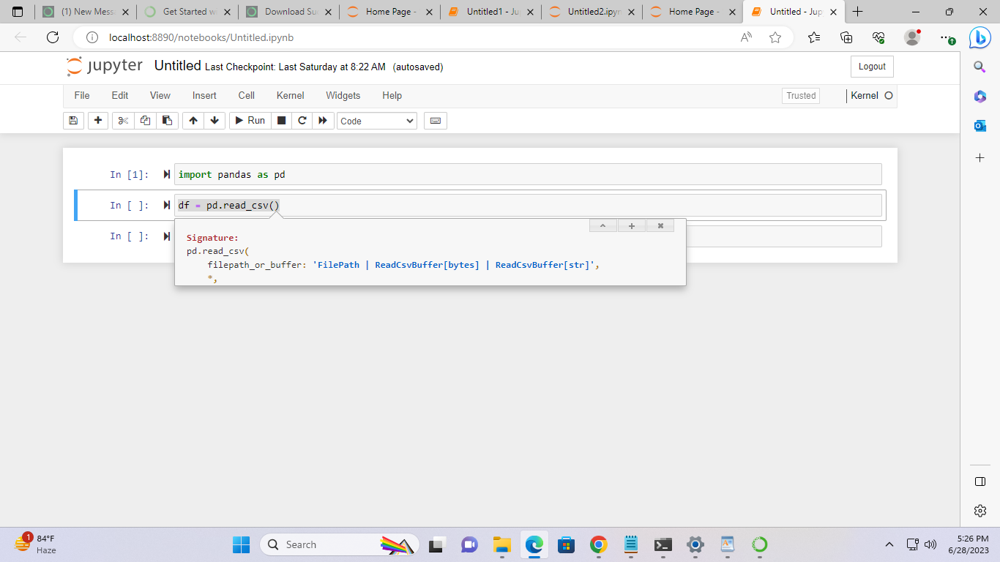 (1) New Messa
Get Started wi
Download Su
Home Page -
Untitled1 - Ju
Untitled2.ipyn
Home Page -
Untitled - Jup
localhost:8890/notebooks/Untitled.ipynb
jupyter Untitled Last Checkpoint: Last Saturday at 8:22 AM (autosaved)
Logout
File Edit View Insert Cell Kernel Widgets Help
Trusted
Kernel
Run
Code
In [1]: import pandas as pd
In [ ]: df = pd.read_csv()
In [ ]:
Signature:
pd.read_csv(
filepath_or_buffer: 'FilePath | ReadCsvBuffer[bytes] | ReadCsvBuffer[str]',
*,
1
84°F
Haze
Search
5:26 PM
6/28/2023